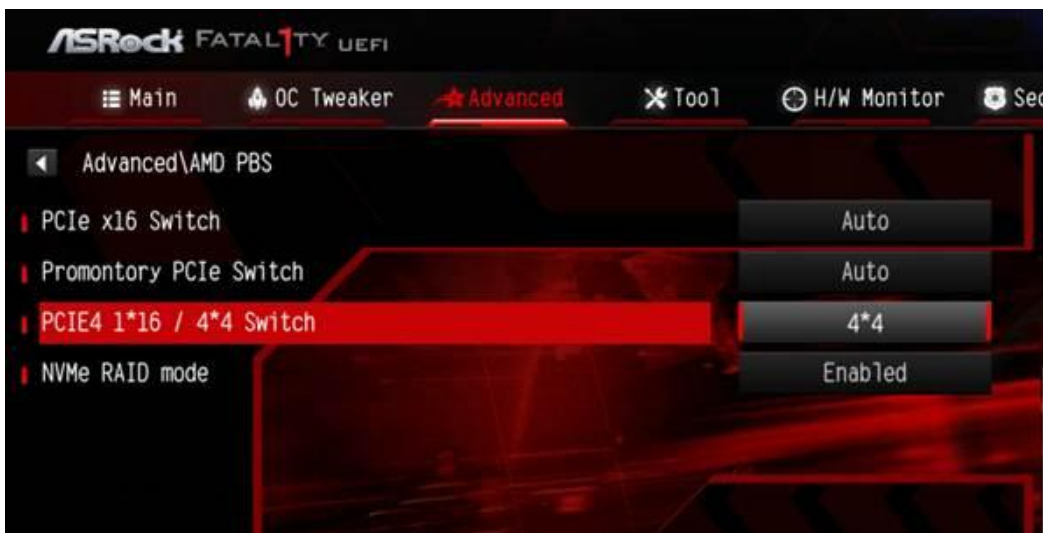 ASRock FATAL1TY UEFI
Main OC Tweaker Advanced Tool H/W Monitor Sec
Advanced\AMD PBS
PCIe x16 Switch Auto
Promontory PCIe Switch Auto
PCIE4 1*16 / 4*4 Switch 4*4
NVMe RAID mode Enabled